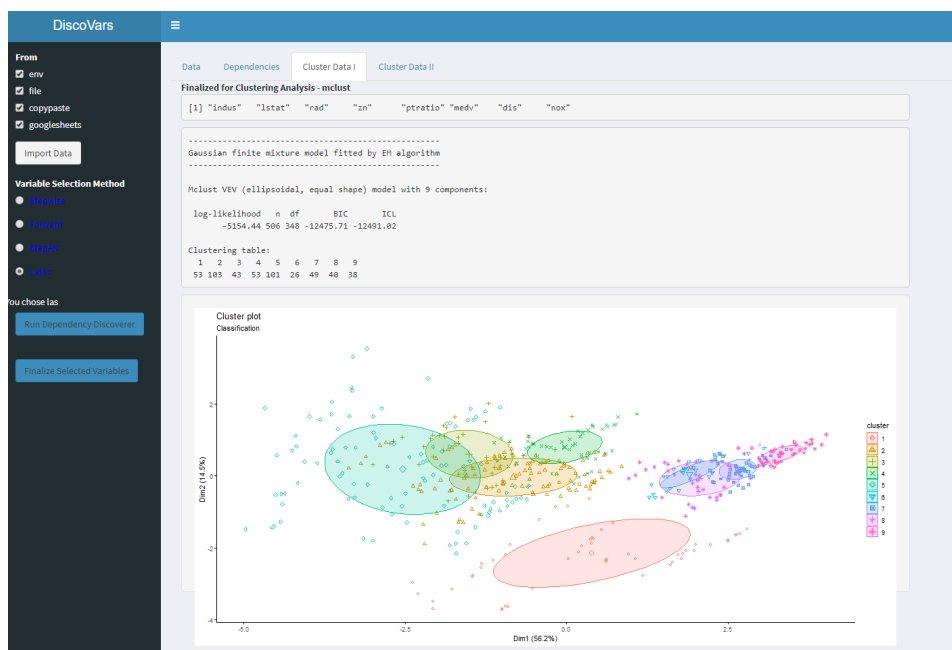 DiscoVars
From
env
file
copypaste
googlesheets
Import Data
Variable Selection Method
You chose las
Run Dependency Discoverer
Finalize Selected Variables
Data Dependencies Cluster Data I Cluster Data II
Finalized for Clustering Analysis - mclust
[1] "indus" "lstat" "rad" "zn" "ptratio" "medv" "dis" "nox"
----------------------------------------------------
Gaussian finite mixture model fitted by EM algorithm
----------------------------------------------------
Mclust VEV (ellipsoidal, equal shape) model with 9 components:
log-likelihood n df BIC ICL
-5154.44 506 348 -12475.71 -12491.02
Clustering table:
1 2 3 4 5 6 7 8 9
53 103 43 53 101 26 49 40 38
Cluster plot
Classification
2
0
-2
-4
Dim2 (14.5%)
-5.0 -2.5 0.0 2.5
Dim1 (56.2%)
cluster
1
2
3
4
5
6
7
8
9